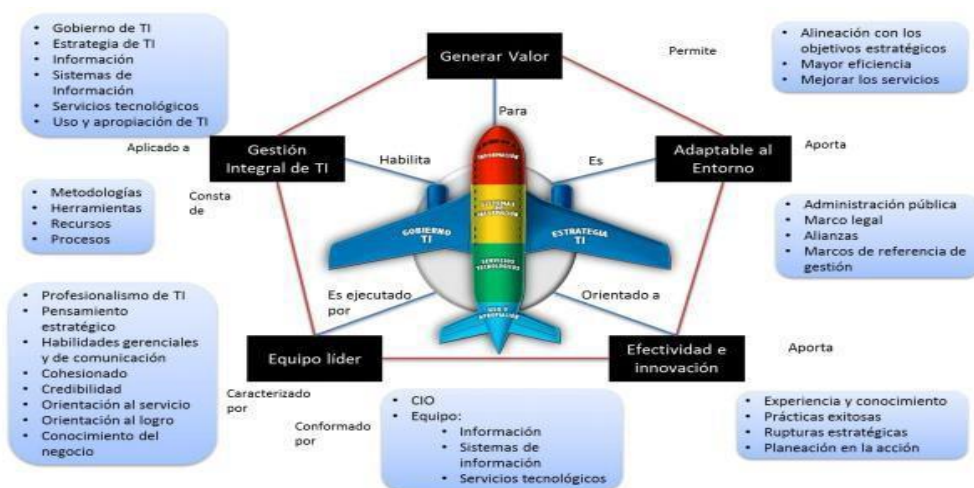 • Gobierno de TI
• Estrategia de TI
• Información
• Sistemas de
Información
• Servicios tecnológicos
• Uso y apropiación de TI
Generar Valor
Permite
• Alineación con los
objetivos estratégicos
• Mayor eficiencia
• Mejorar los servicios
Para
Aplicado a
Gestión
Integral de TI
Habilita
Es
Adaptable al
Entorno
Aporta
• Metodologías
• Herramientas
• Recursos
• Procesos
Consta
de
INFORMACIÓN
SISTEMAS
DE
INFORMACIÓN
SERVICIOS
TECNOLÓGICOS
USO Y
APROPIACIÓN
GOBIERNO
TI
ESTRATEGIA
TI
• Administración pública
• Marco legal
• Alianzas
• Marcos de referencia de
gestión
• Profesionalismo de TI
• Pensamiento
estratégico
• Habilidades gerenciales
y de comunicación
• Cohesionado
• Credibilidad
• Orientación al servicio
• Orientación al logro
• Conocimiento del
negocio
Es ejecutado
por
Orientado a
Equipo líder
Efectividad e
innovación
Aporta
Caracterizado
por
Conformado
por
• CIO
• Equipo:
• Información
• Sistemas de
información
• Servicios tecnológicos
• Experiencia y conocimiento
• Prácticas exitosas
• Rupturas estratégicas
• Planeación en la acción